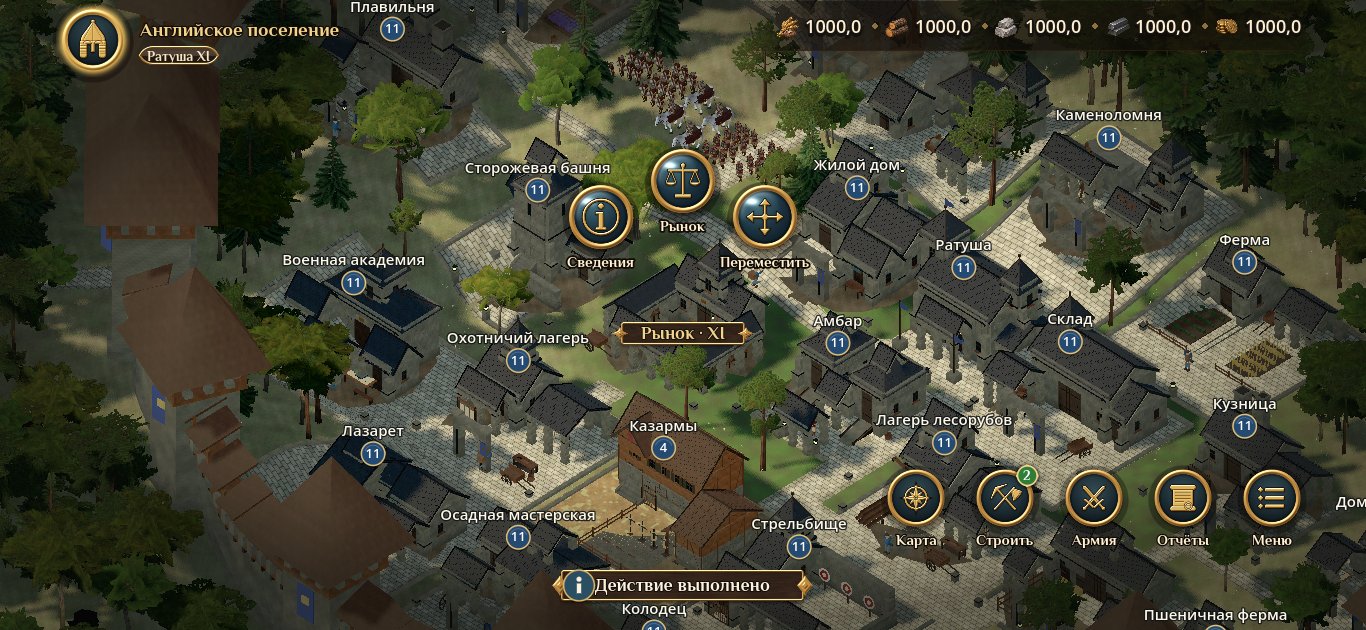 Плавильня
11
Английское поселение
Ратуша XI
1000,0
1000,0
1000,0
1000,0
1000,0
Каменоломня
11
Сторожевая башня
11
Жилой дом
11
Рынок
Сведения
Переместить
Ратуша
11
Ферма
11
Военная академия
11
Рынок · XI
Амбар
11
Склад
11
Охотничий лагерь
11
Кузница
11
Казармы
4
Лагерь лесорубов
11
Лазарет
11
2
Карта
Строить
Армия
Отчёты
Меню
Дом
Осадная мастерская
11
Стрельбище
11
Действие выполнено
Колодец
11
Пшеничная ферма